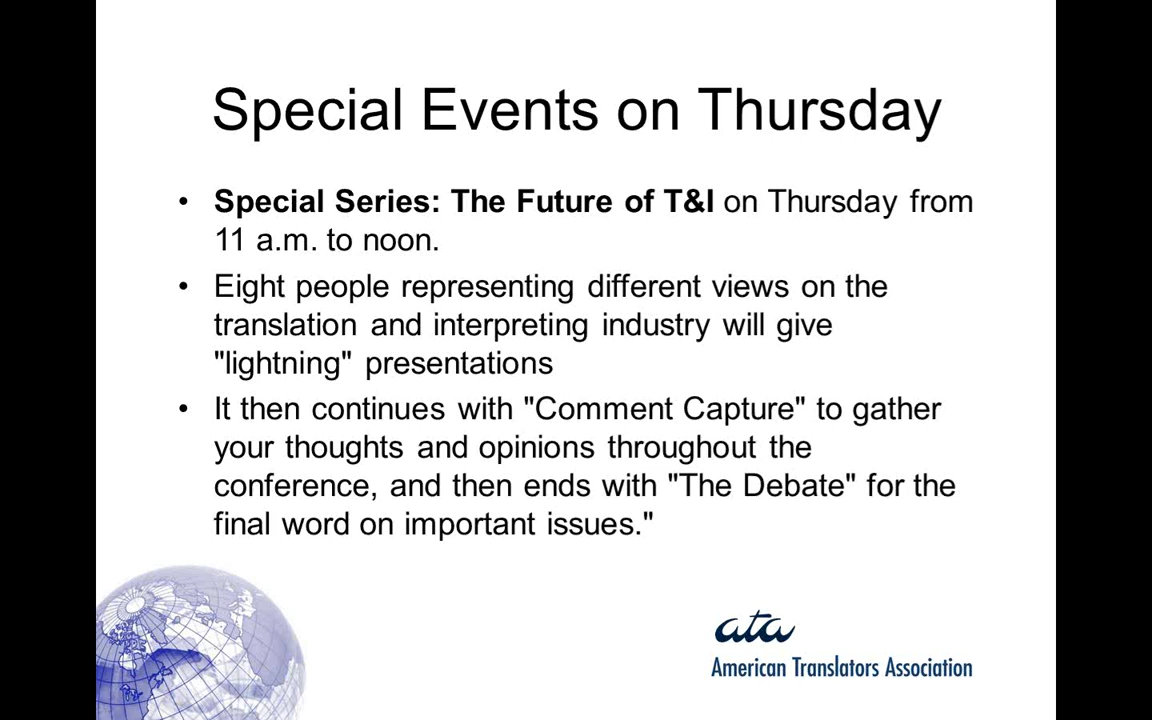 Special Events on Thursday
• Special Series: The Future of T&I on Thursday from
11 a.m. to noon.
• Eight people representing different views on the
translation and interpreting industry will give
"lightning" presentations
• It then continues with "Comment Capture" to gather
your thoughts and opinions throughout the
conference, and then ends with "The Debate" for the
final word on important issues."
ata
American Translators Association